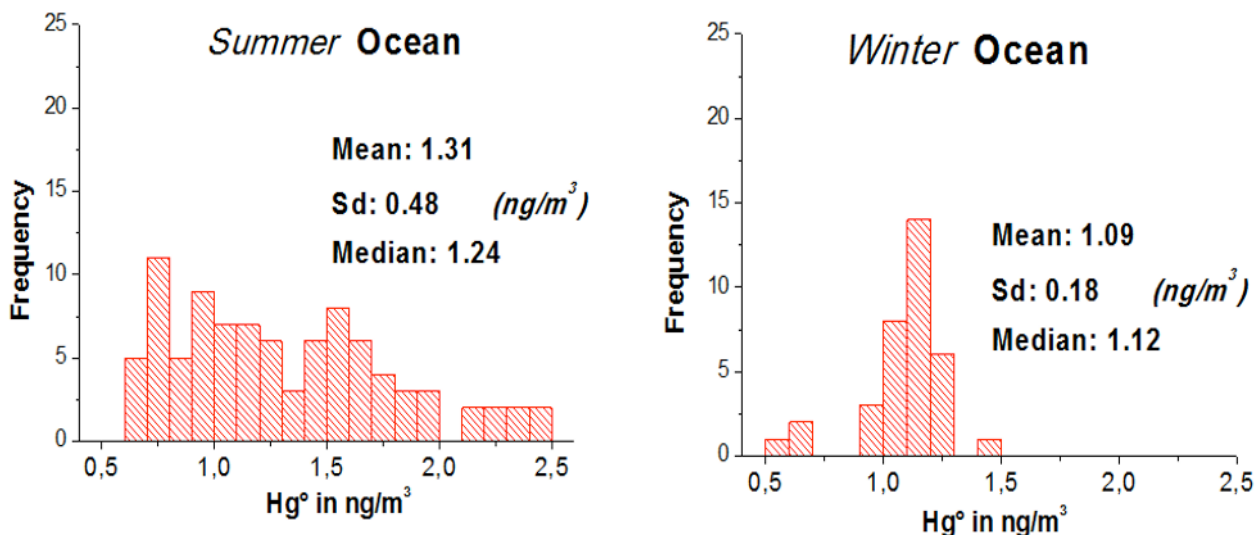 Summer Ocean
25
20
15
10
5
0
Frequency
Mean: 1.31
Sd: 0.48 (ng/m³)
Median: 1.24
0,5 1,0 1,5 2,0 2,5
Hg° in ng/m³
Winter Ocean
25
20
15
10
5
0
Frequency
Mean: 1.09
Sd: 0.18 (ng/m³)
Median: 1.12
0,5 1,0 1,5 2,0 2,5
Hg° in ng/m³